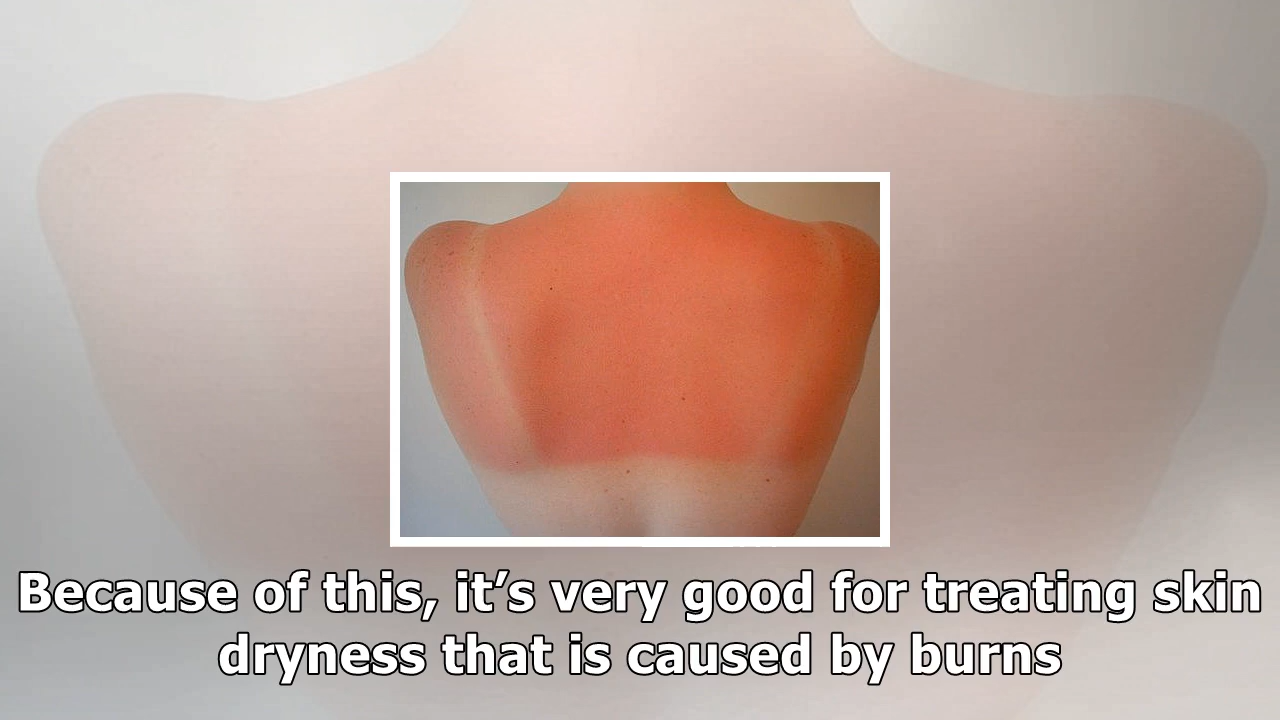 Because of this, it’s very good for treating skin
dryness that is caused by burns